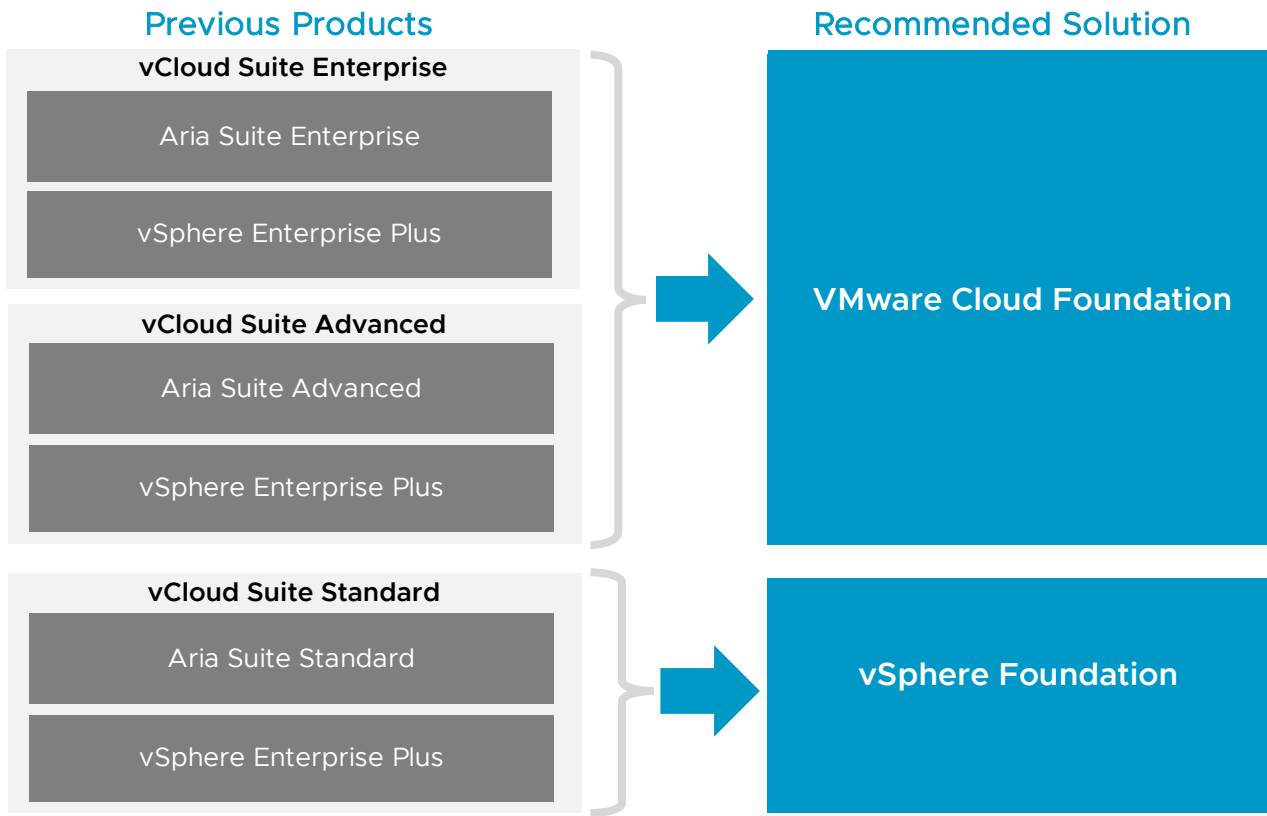 Previous Products
Recommended Solution
vCloud Suite Enterprise
Aria Suite Enterprise
vSphere Enterprise Plus
vCloud Suite Advanced
Aria Suite Advanced
vSphere Enterprise Plus
VMware Cloud Foundation
vCloud Suite Standard
Aria Suite Standard
vSphere Enterprise Plus
vSphere Foundation